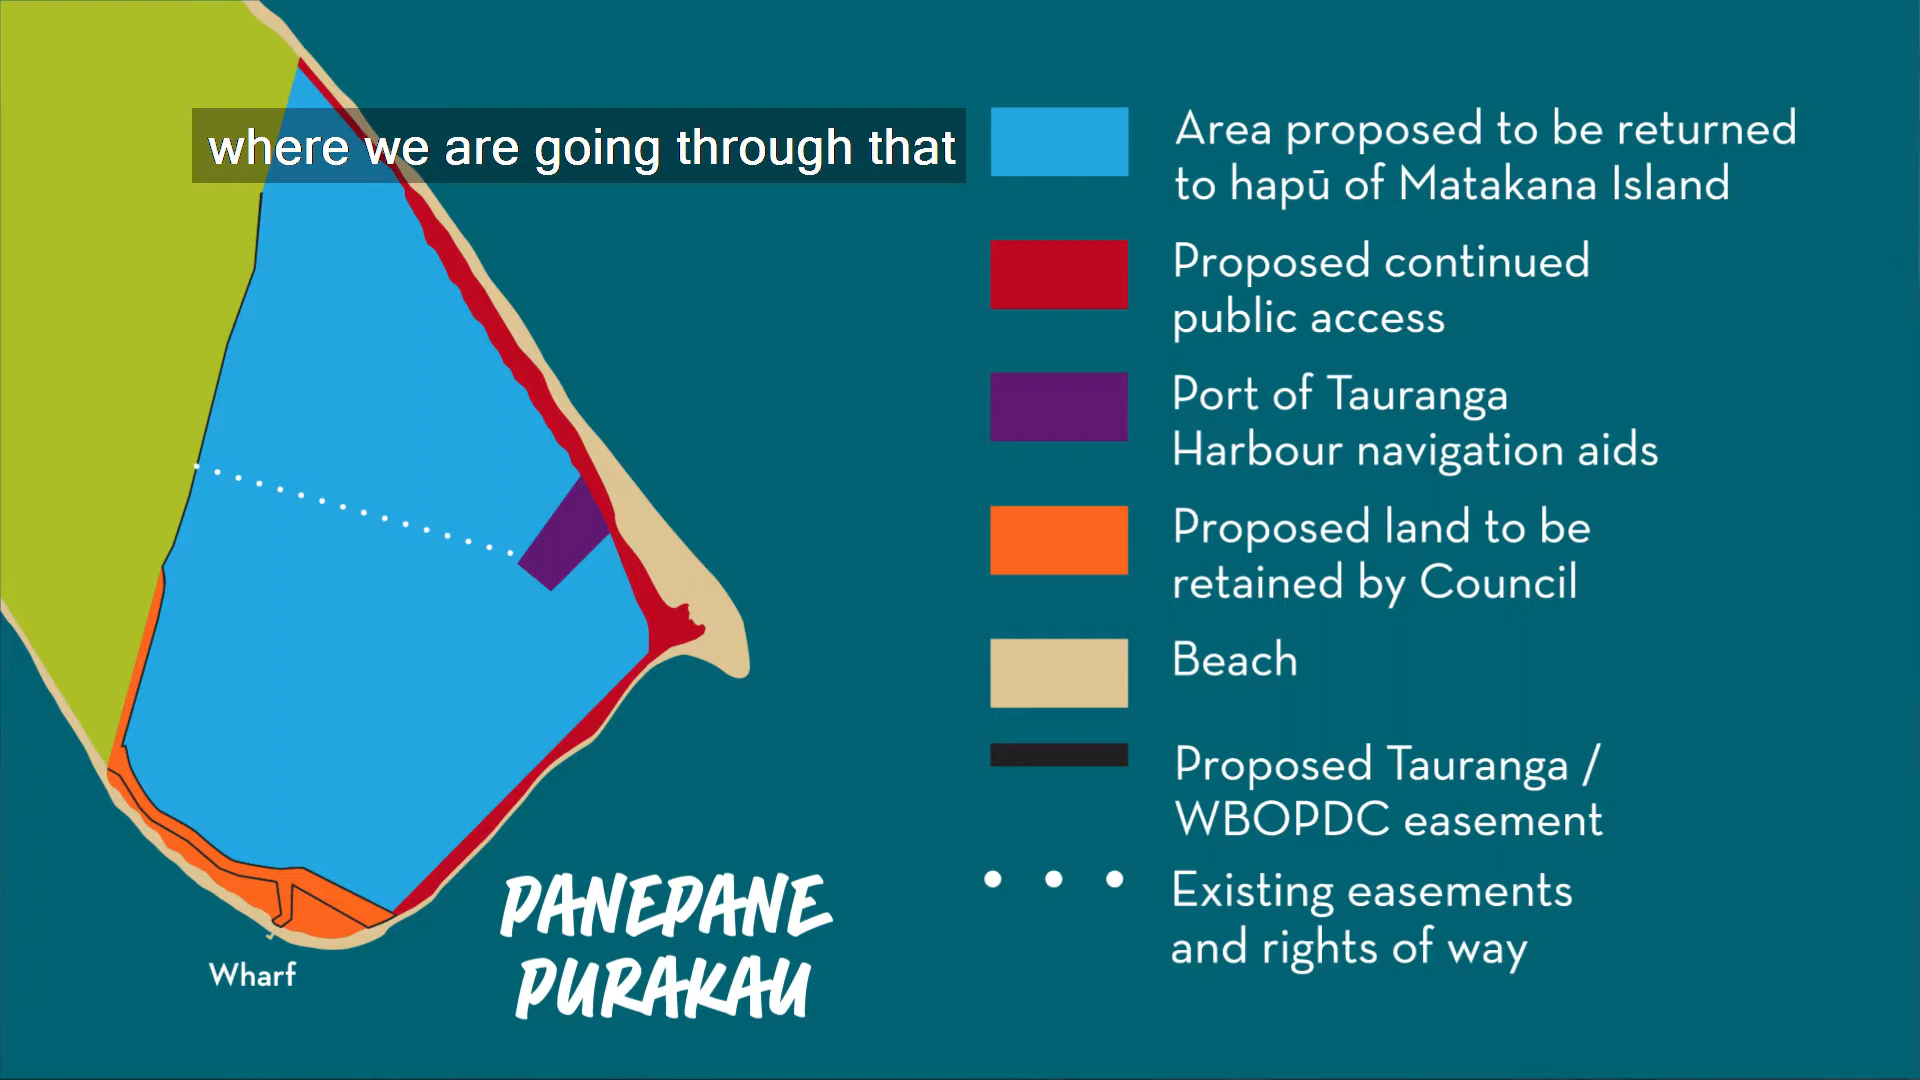 where we are going through that
Area proposed to be returned
to hapū of Matakana Island
Proposed continued
public access
Port of Tauranga
Harbour navigation aids
Proposed land to be
retained by Council
Beach
Proposed Tauranga /
WBOPDC easement
Existing easements
and rights of way
PANEPANE
PURAKAU
Wharf